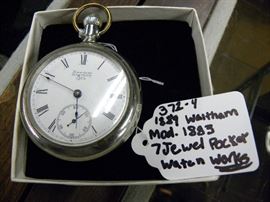 372-4
1889 Waltham
Mod. 1883
7 Jewel Pocket
Watch Works